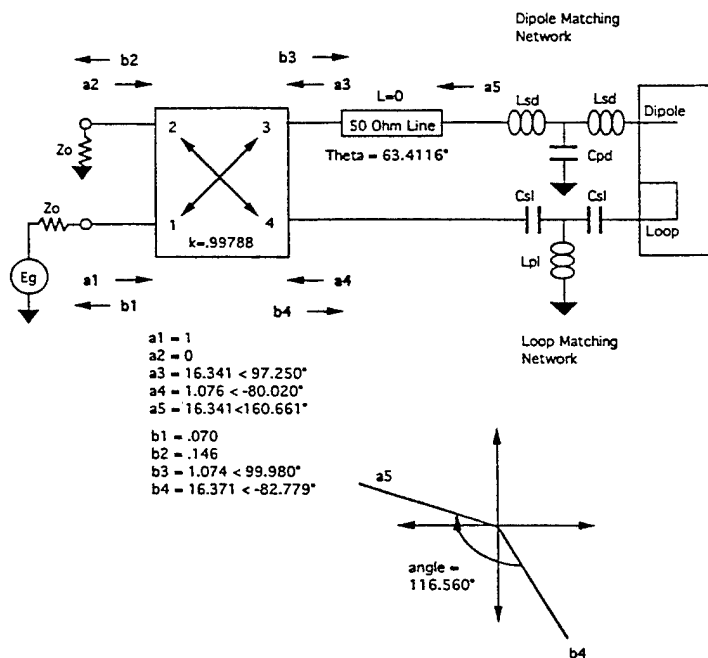 Dipole Matching
Network
b2
b3
a2
a3
L=0
a5
Lsd
Lsd
Dipole
2
3
50 Ohm Line
Zo
Theta = 63.4116°
Cpd
Csl
Csl
Zo
1
4
k=.99788
Loop
Lpl
Eg
a1
a4
b1
b4
Loop Matching
Network
a1 = 1
a2 = 0
a3 = 16.341 < 97.250°
a4 = 1.076 < -80.020°
a5 = 16.341<160.661°
b1 = .070
b2 = .146
b3 = 1.074 < 99.980°
b4 = 16.371 < -82.779°
a5
angle =
116.560°
b4